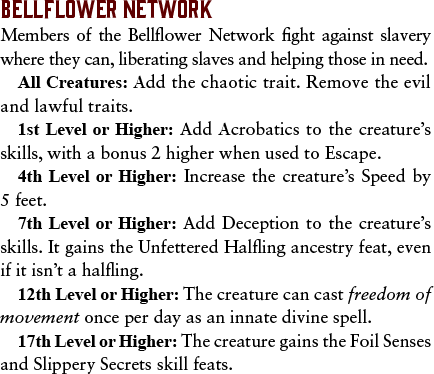 BELLFLOWER NETWORK
Members of the Bellflower Network fight against slavery
where they can, liberating slaves and helping those in need.
All Creatures: Add the chaotic trait. Remove the evil
and lawful traits.
1st Level or Higher: Add Acrobatics to the creature's
skills, with a bonus 2 higher when used to Escape.
4th Level or Higher: Increase the creature's Speed by
5 feet.
7th Level or Higher: Add Deception to the creature's
skills. It gains the Unfettered Halfling ancestry feat, even
if it isn't a halfling.
12th Level or Higher: The creature can cast freedom of
movement once per day as an innate divine spell.
17th Level or Higher: The creature gains the Foil Senses
and Slippery Secrets skill feats.